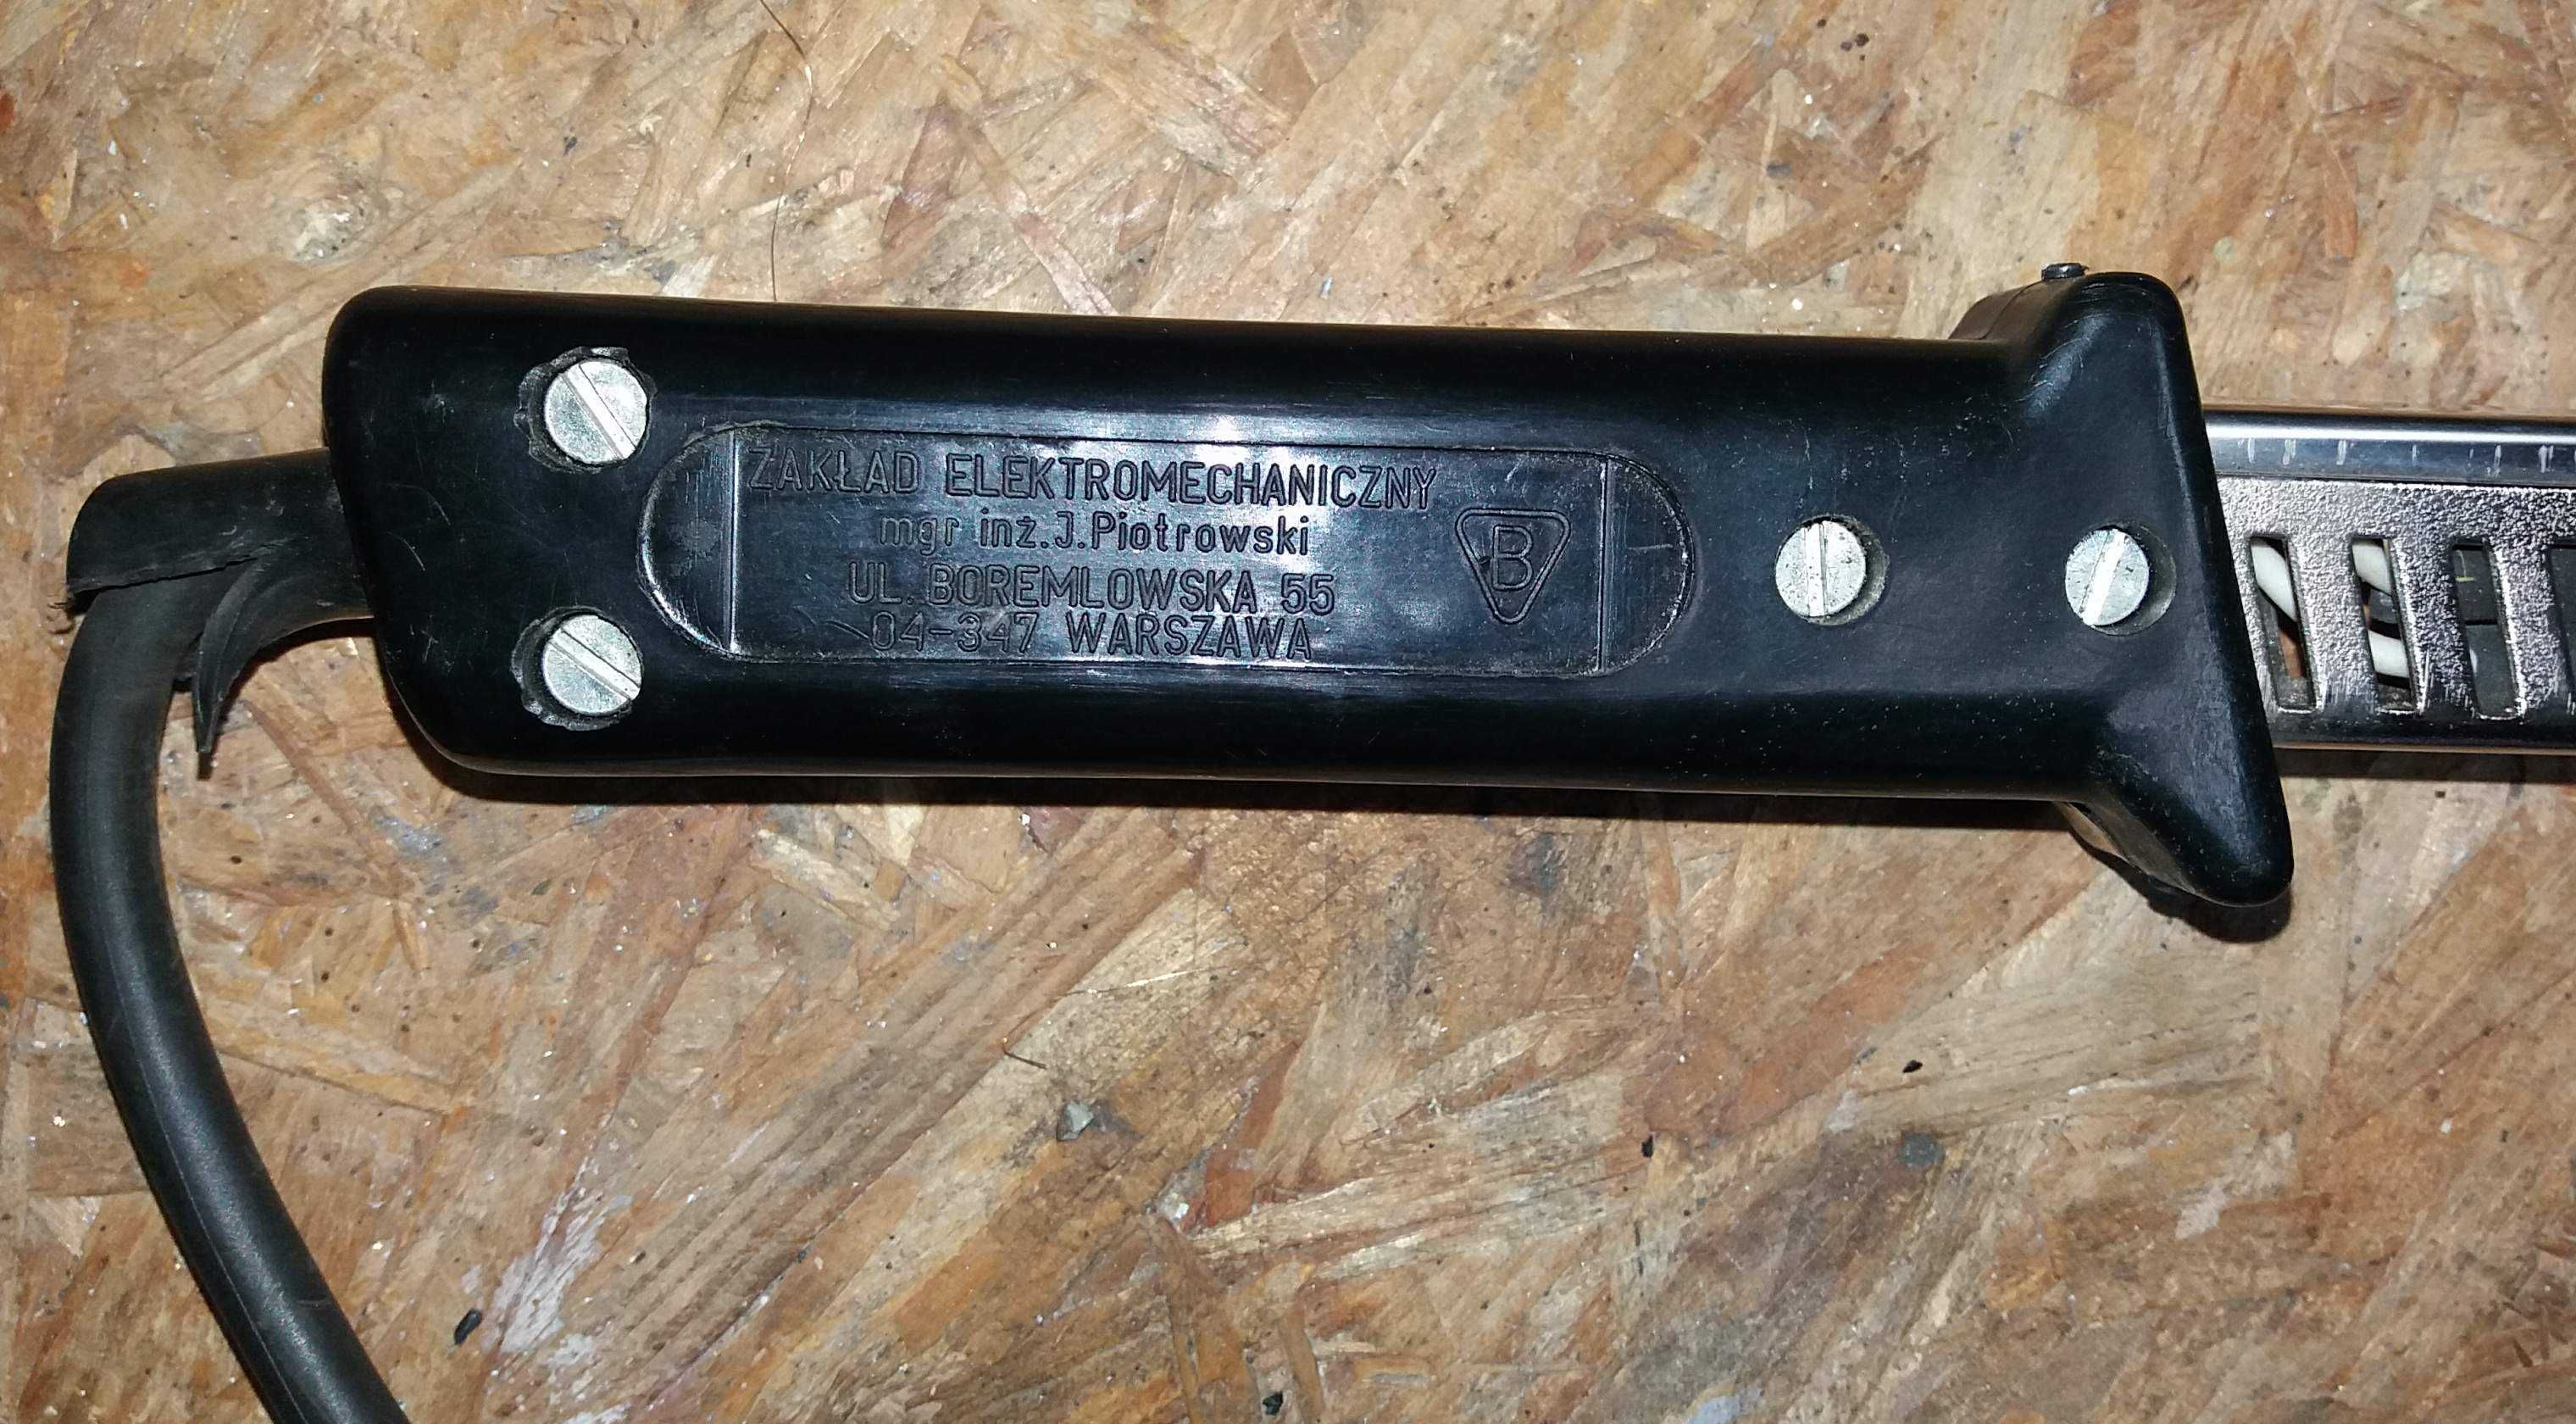 ZAKŁAD ELEKTROMECHANICZNY
mgr inż.J.Piotrowski
UL. BOREMLOWSKA 55
04-347 WARSZAWA
B